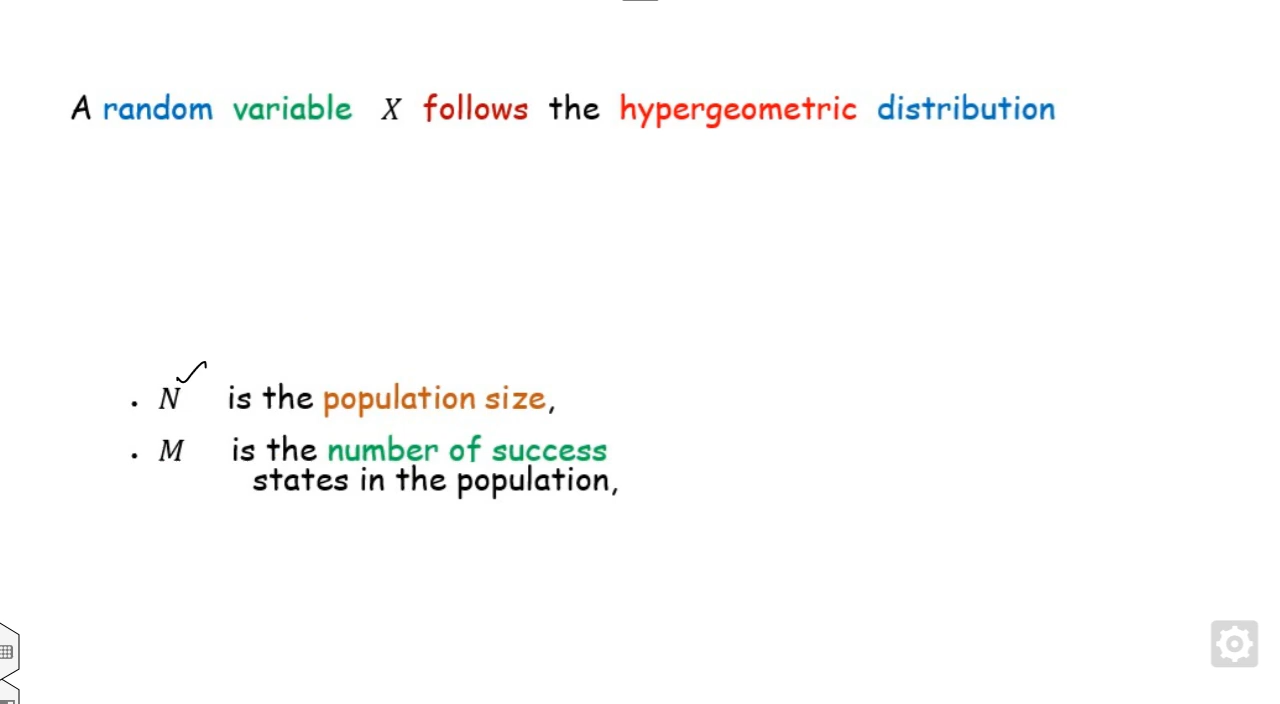 A random variable X follows the hypergeometric distribution
. N is the population size,
. M is the number of success
states in the population,